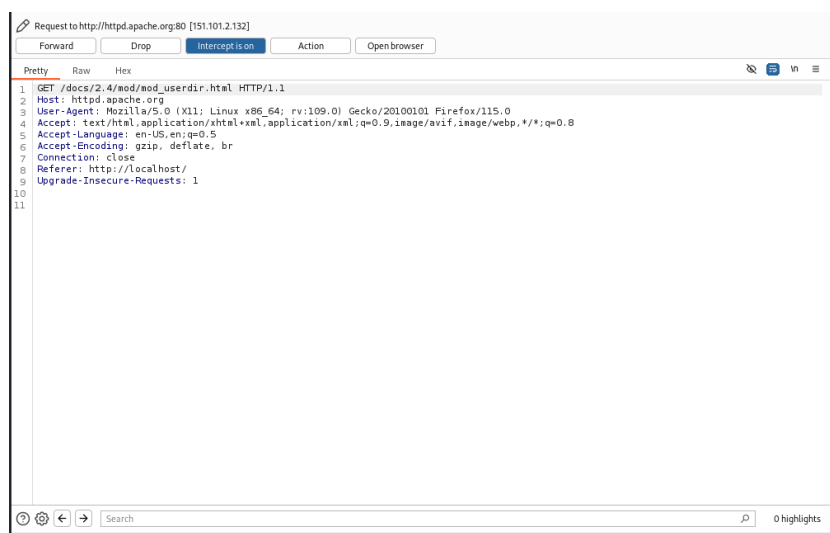 Request to http://httpd.apache.org:80 [151.101.2.132]
Forward Drop Intercept is on Action Open browser
Pretty Raw Hex \n
1 GET /docs/2.4/mod/mod_userdir.html HTTP/1.1
2 Host: httpd.apache.org
3 User-Agent: Mozilla/5.0 (X11; Linux x86_64; rv:109.0) Gecko/20100101 Firefox/115.0
4 Accept: text/html,application/xhtml+xml,application/xml;q=0.9,image/avif,image/webp,*/*;q=0.8
5 Accept-Language: en-US,en;q=0.5
6 Accept-Encoding: gzip, deflate, br
7 Connection: close
8 Referer: http://localhost/
9 Upgrade-Insecure-Requests: 1
10
11
Search 0 highlights